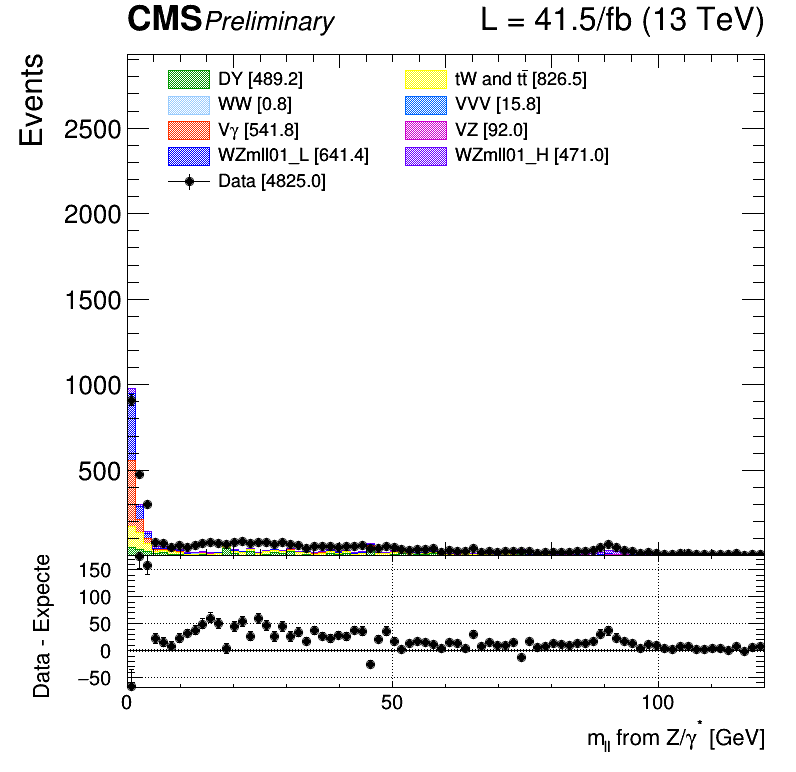 CMS Preliminary L = 41.5/fb (13 TeV)
Events
DY [489.2] tW and tt̄ [826.5]
WW [0.8] VVV [15.8]
Vγ [541.8] VZ [92.0]
WZmll01_L [641.4] WZmll01_H [471.0]
Data [4825.0]
2500
2000
1500
1000
500
Data - Expecte
150
100
50
0
−50
0 50 100
m_ll from Z/γ* [GeV]